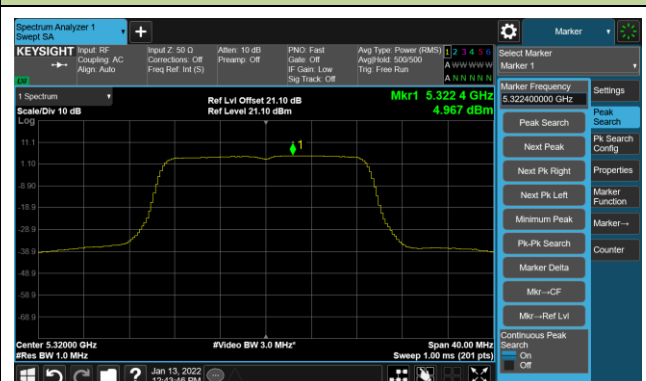 Spectrum Analyzer 1
Swept SA
Marker
KEYSIGHT
Input: RF
Coupling: AC
Align: Auto
Input Z: 50 Ω
Corrections: Off
Freq Ref: Int (S)
Atten: 10 dB
Preamp: Off
PNO: Fast
Gate: Off
IF Gain: Low
Sig Track: Off
Avg Type: Power (RMS)
Avg|Hold: 500/500
Trig: Free Run
1 2 3 4 5 6
A W W W W W
A N N N N N
Select Marker
Marker 1
1 Spectrum
Scale/Div 10 dB
Log
Ref Lvl Offset 21.10 dB
Ref Level 21.10 dBm
Mkr1 5.322 4 GHz
4.967 dBm
1
11.1
1.10
-8.90
-18.9
-28.9
-38.9
-48.9
-58.9
-68.9
Center 5.32000 GHz
#Res BW 1.0 MHz
#Video BW 3.0 MHz*
Span 40.00 MHz
Sweep 1.00 ms (201 pts)
Marker Frequency
5.322400000 GHz
Peak Search
Next Peak
Next Pk Right
Next Pk Left
Minimum Peak
Pk-Pk Search
Marker Delta
Mkr→CF
Mkr→Ref Lvl
Continuous Peak
Search
On
Off
Settings
Peak
Search
Pk Search
Config
Properties
Marker
Function
Marker→
Counter
Jan 13, 2022
12:43:46 PM